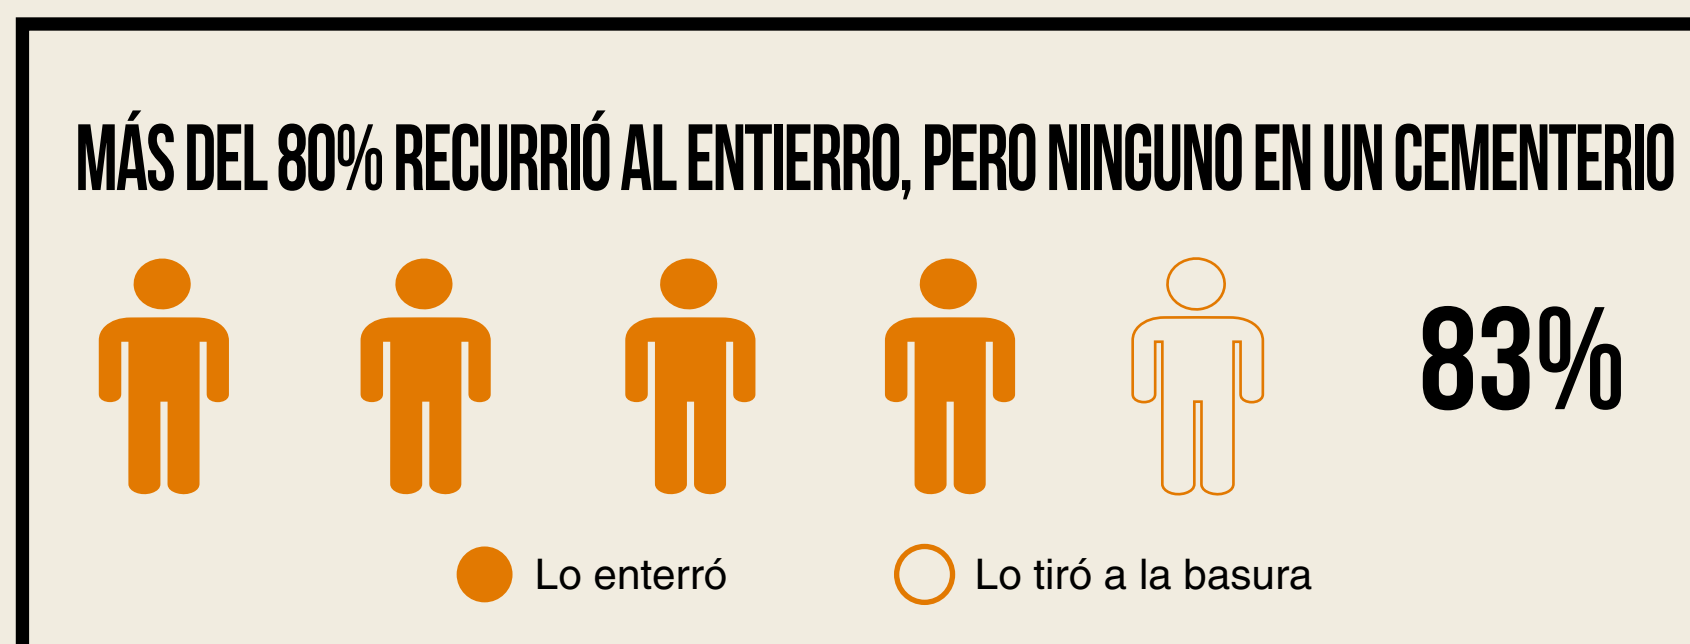 MÁS DEL 80% RECURRIÓ AL ENTIERRO, PERO NINGUNO EN UN CEMENTERIO
83%
Lo enterró
Lo tiró a la basura